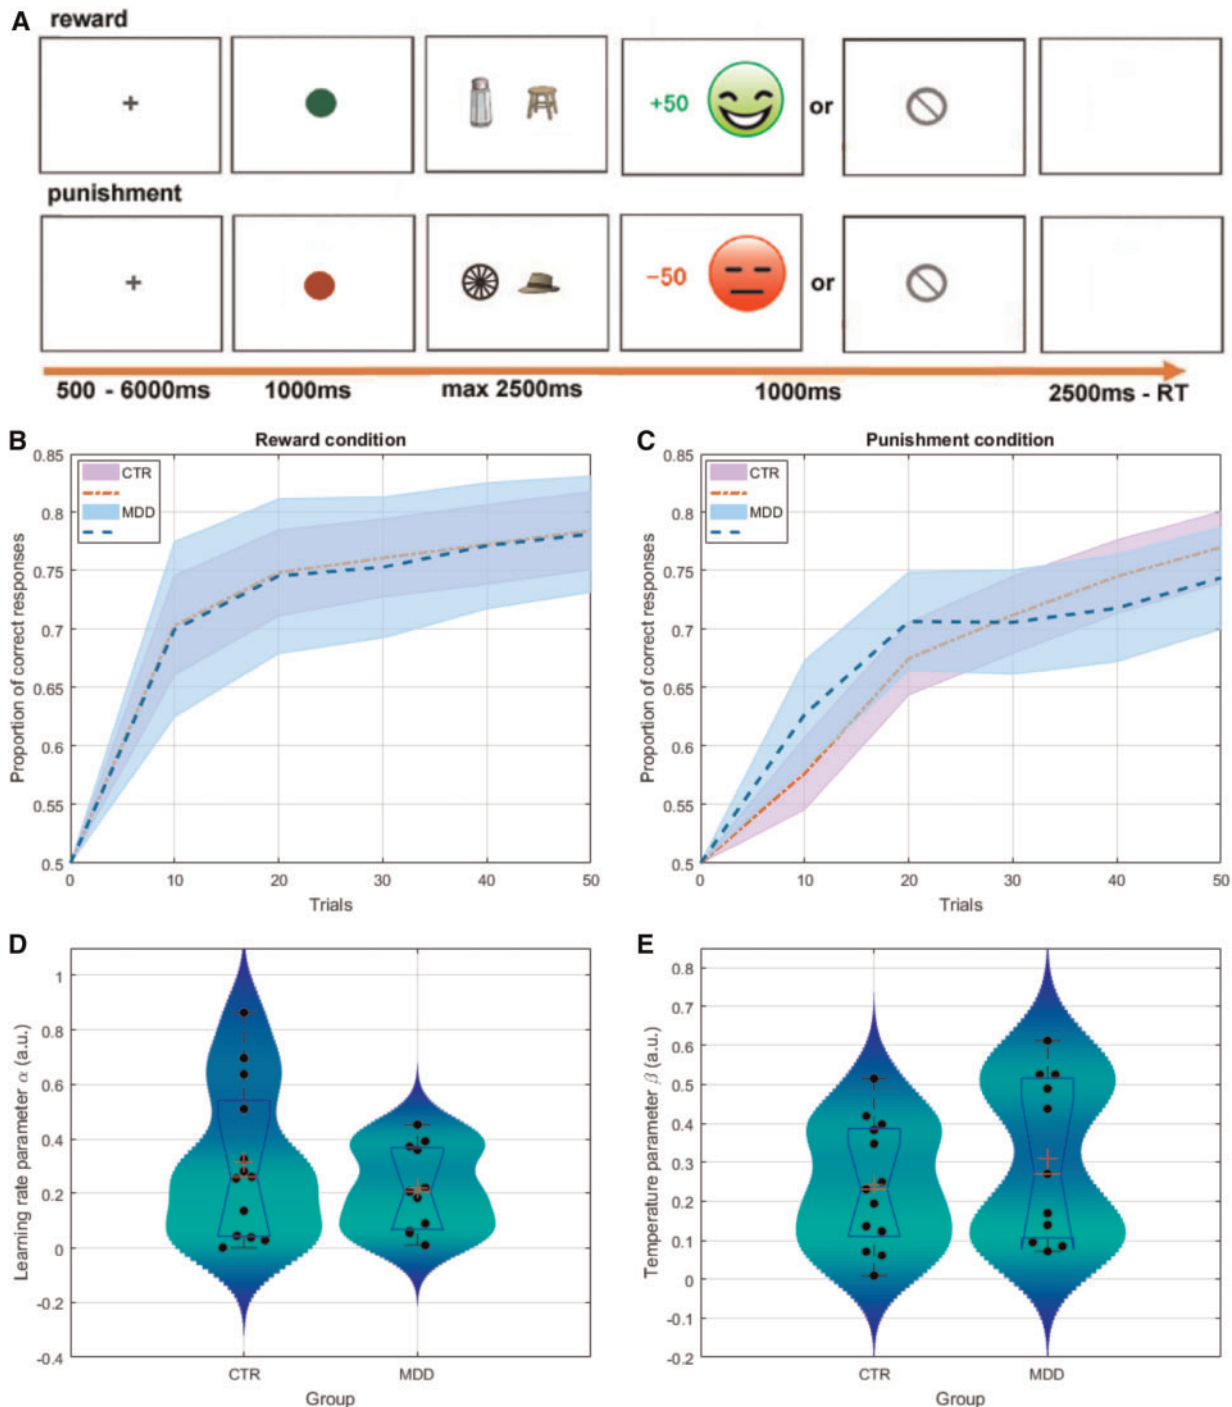 A
reward
+
+50
or
punishment
+
−50
or
500 - 6000ms 1000ms max 2500ms 1000ms 2500ms - RT
B
Reward condition
0.85
0.8
0.75
0.7
0.65
0.6
0.55
0.5
0 10 20 30 40 50
Proportion of correct responses
Trials
CTR
MDD
C
Punishment condition
0.85
0.8
0.75
0.7
0.65
0.6
0.55
0.5
0 10 20 30 40 50
Proportion of correct responses
Trials
CTR
MDD
D
1
0.8
0.6
0.4
0.2
0
-0.2
-0.4
Learning rate parameter α (a.u.)
CTR MDD
Group
E
0.8
0.7
0.6
0.5
0.4
0.3
0.2
0.1
0
-0.1
-0.2
Temperature parameter β (a.u.)
CTR MDD
Group